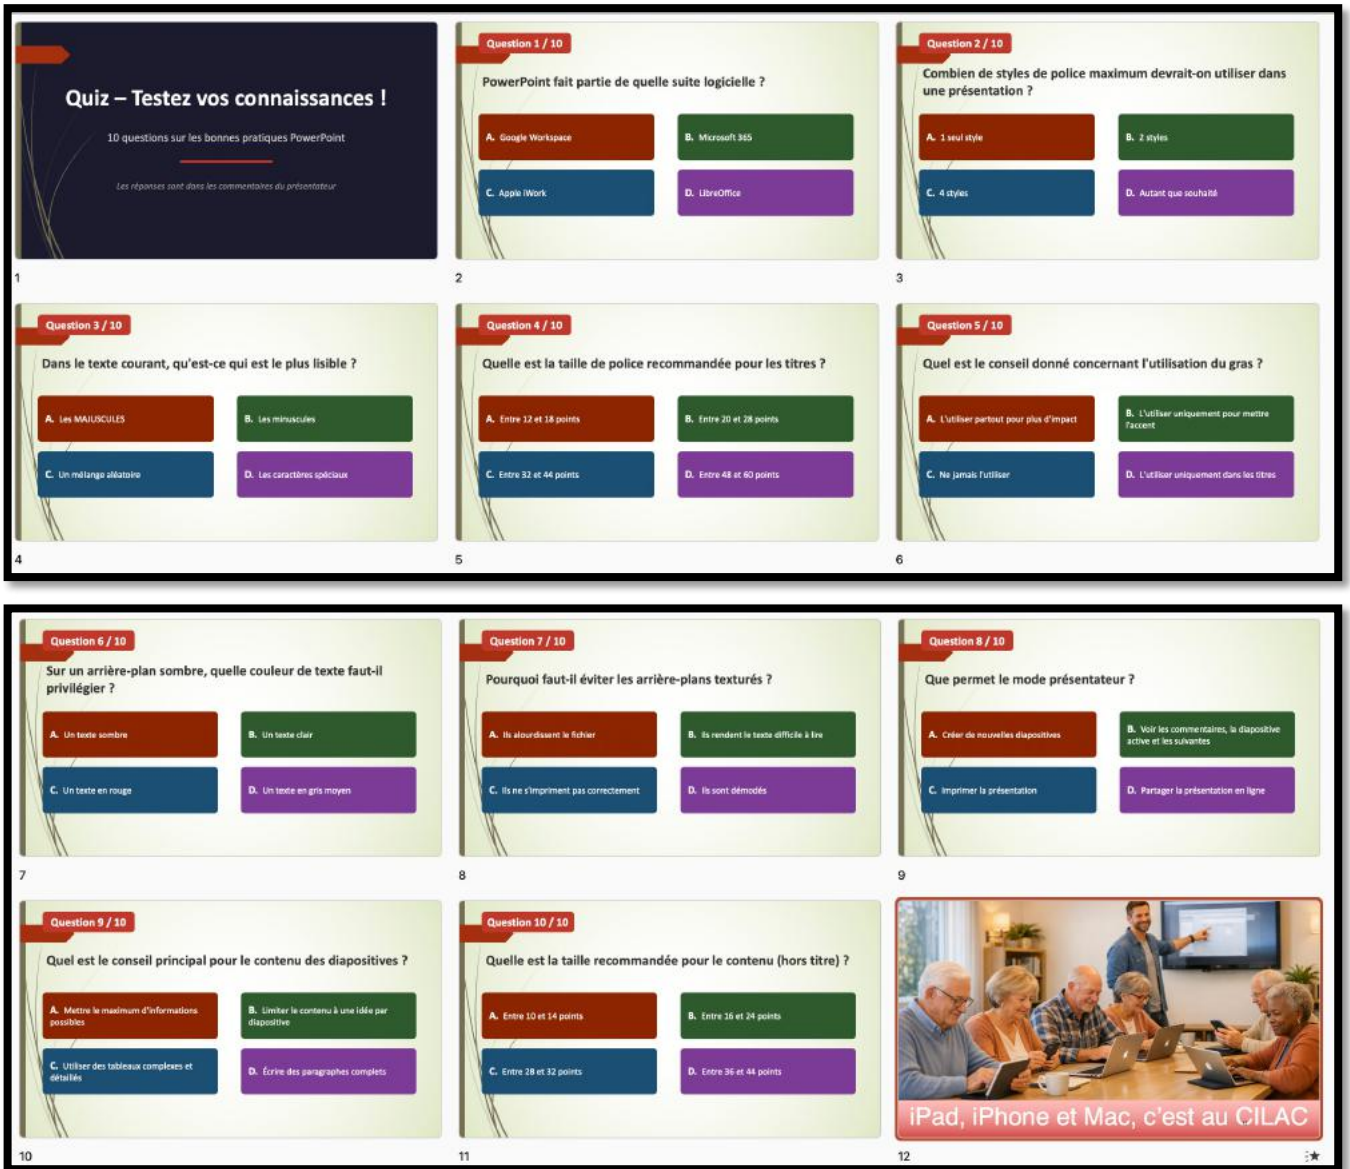 Quiz – Testez vos connaissances !
10 questions sur les bonnes pratiques PowerPoint
Les réponses sont dans les commentaires du présentateur
1
Question 1 / 10
PowerPoint fait partie de quelle suite logicielle ?
A. Google Workspace
B. Microsoft 365
C. Apple iWork
D. LibreOffice
2
Question 2 / 10
Combien de styles de police maximum devrait-on utiliser dans
une présentation ?
A. 1 seul style
B. 2 styles
C. 4 styles
D. Autant que souhaité
3
Question 3 / 10
Dans le texte courant, qu'est-ce qui est le plus lisible ?
A. Les MAJUSCULES
B. Les minuscules
C. Un mélange aléatoire
D. Les caractères spéciaux
4
Question 4 / 10
Quelle est la taille de police recommandée pour les titres ?
A. Entre 12 et 18 points
B. Entre 20 et 28 points
C. Entre 32 et 44 points
D. Entre 48 et 60 points
5
Question 5 / 10
Quel est le conseil donné concernant l'utilisation du gras ?
A. L'utiliser partout pour plus d'impact
B. L'utiliser uniquement pour mettre
l'accent
C. Ne jamais l'utiliser
D. L'utiliser uniquement dans les titres
6
Question 6 / 10
Sur un arrière-plan sombre, quelle couleur de texte faut-il
privilégier ?
A. Un texte sombre
B. Un texte clair
C. Un texte en rouge
D. Un texte en gris moyen
7
Question 7 / 10
Pourquoi faut-il éviter les arrière-plans texturés ?
A. Ils alourdissent le fichier
B. Ils rendent le texte difficile à lire
C. Ils ne s'impriment pas correctement
D. Ils sont démodés
8
Question 8 / 10
Que permet le mode présentateur ?
A. Créer de nouvelles diapositives
B. Voir les commentaires, la diapositive
active et les suivantes
C. Imprimer la présentation
D. Partager la présentation en ligne
9
Question 9 / 10
Quel est le conseil principal pour le contenu des diapositives ?
A. Mettre le maximum d'informations
possibles
B. Limiter le contenu à une idée par
diapositive
C. Utiliser des tableaux complexes et
détaillés
D. Écrire des paragraphes complets
10
Question 10 / 10
Quelle est la taille recommandée pour le contenu (hors titre) ?
A. Entre 10 et 14 points
B. Entre 16 et 24 points
C. Entre 28 et 32 points
D. Entre 36 et 44 points
11
iPad, iPhone et Mac, c'est au CILAC
12